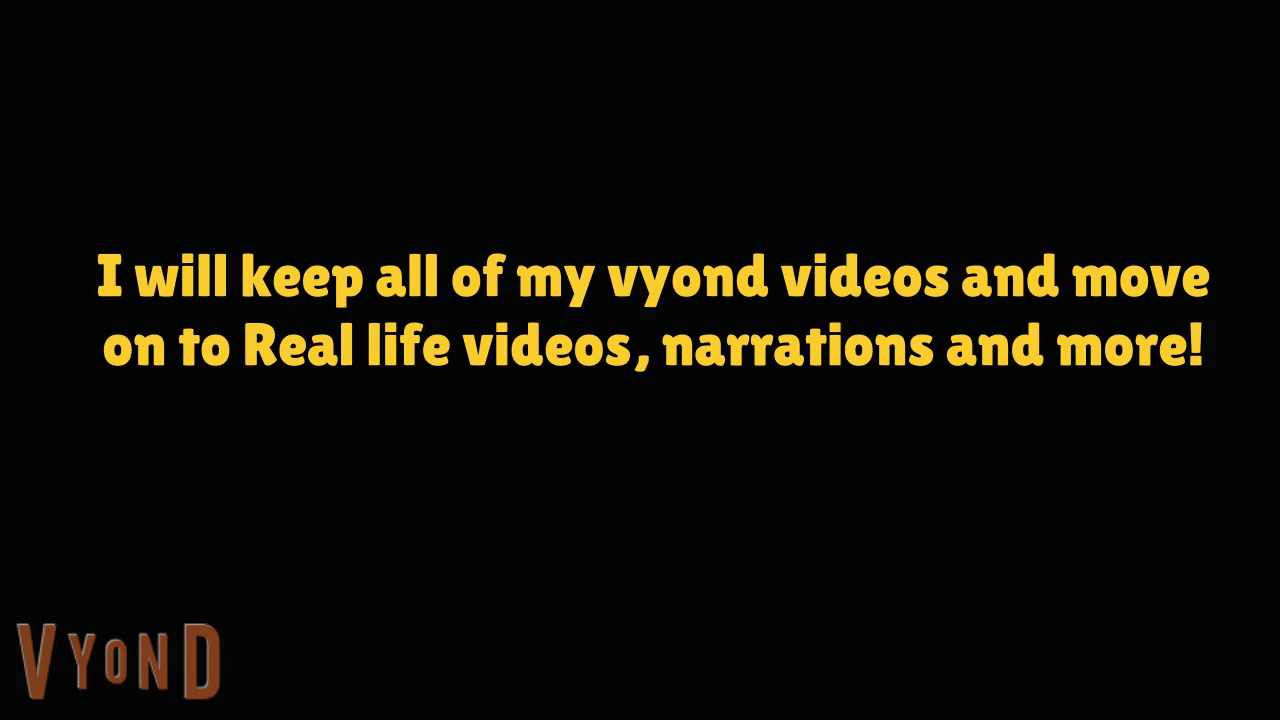 I will keep all of my vyond videos and move
on to Real life videos, narrations and more!
VYOND